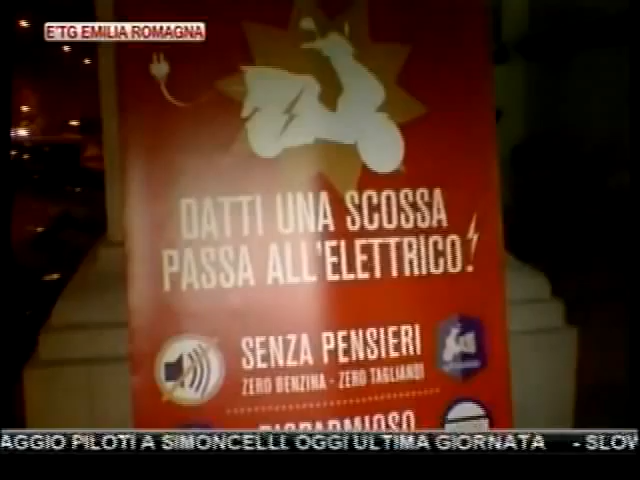 E'TG EMILIA ROMAGNA
DATTI UNA SCOSSA
PASSA ALL'ELETTRICO!
SENZA PENSIERI
ZERO BENZINA - ZERO TAGLIANDI
RISPARMIOSO
AGGIO PILOTI A SIMONCELLI. OGGI ULTIMA GIORNATA - SLOV